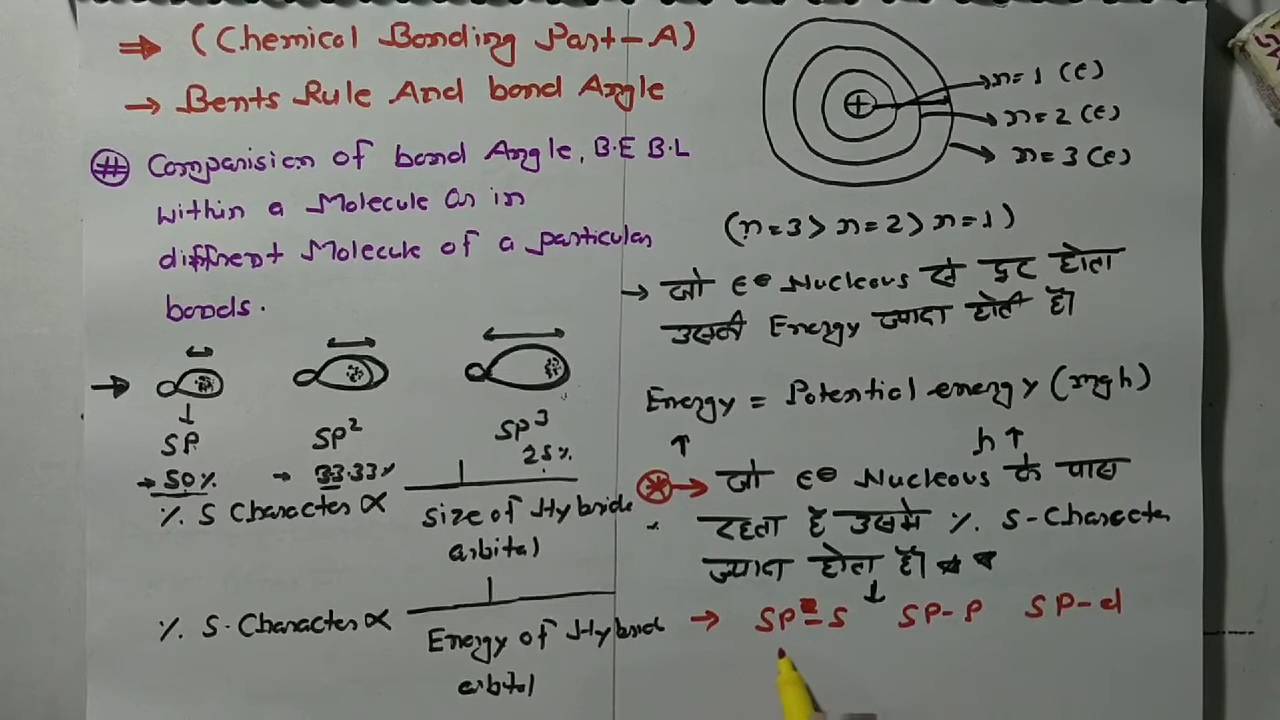 ⇒ (Chemical Bonding Part-A)
→ Bents Rule And bond Angle
# Comparision of bond Angle, B.E B.L
within a Molecule or in
different Molecule of a particular
bonds.
SP SP² SP³
→ 50% → 33.33% 25%
% S Character ∝ 1
Size of Hybride
orbital
% S-Character ∝ 1
Energy of Hybride
orbital
+
→ n=1 (e)
→ n=2 (e)
→ n=3 (e)
(n=3 > n=2 > n=1)
→ जो e⊖ Nucleous से दुर होता
उसकी Energy ज्यादा होती है।
Energy = Potential energy (mgh)
↑ h↑
→ जो e⊖ Nucleous के पास
रहता है उसमे % S-Charecter
ज्यादा होता है।
→ SP-S SP-P SP-d